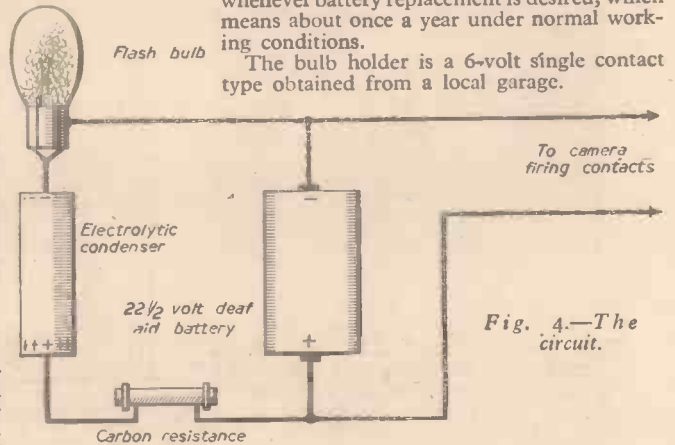 whenever battery replacement is desired, which
means about once a year under normal work-
ing conditions.
The bulb holder is a 6-volt single contact
type obtained from a local garage.
Flash bulb
To camera
firing contacts
Electrolytic
condenser
22½ volt deaf
aid battery
Fig. 4.—The
circuit.
Carbon resistance